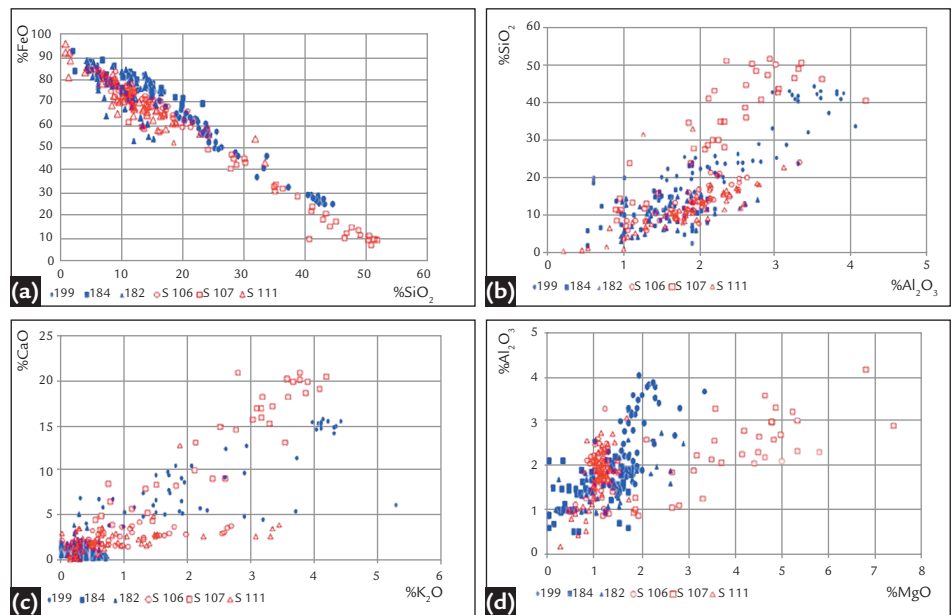 %FeO
100
90
80
70
60
50
40
30
20
10
0
0 10 20 30 40 50 60
%SiO₂
(a)
199 184 182 S 106 S 107 S 111
%SiO₂
60
50
40
30
20
10
0
0 1 2 3 4 5
%Al₂O₃
(b)
199 184 182 S 106 S 107 S 111
%CaO
25
20
15
10
5
0
0 1 2 3 4 5 6
%K₂O
(c)
199 184 182 S 106 S 107 S 111
%Al₂O₃
5
4
3
2
1
0
0 1 2 3 4 5 6 7 8
%MgO
(d)
199 184 182 S 106 S 107 S 111